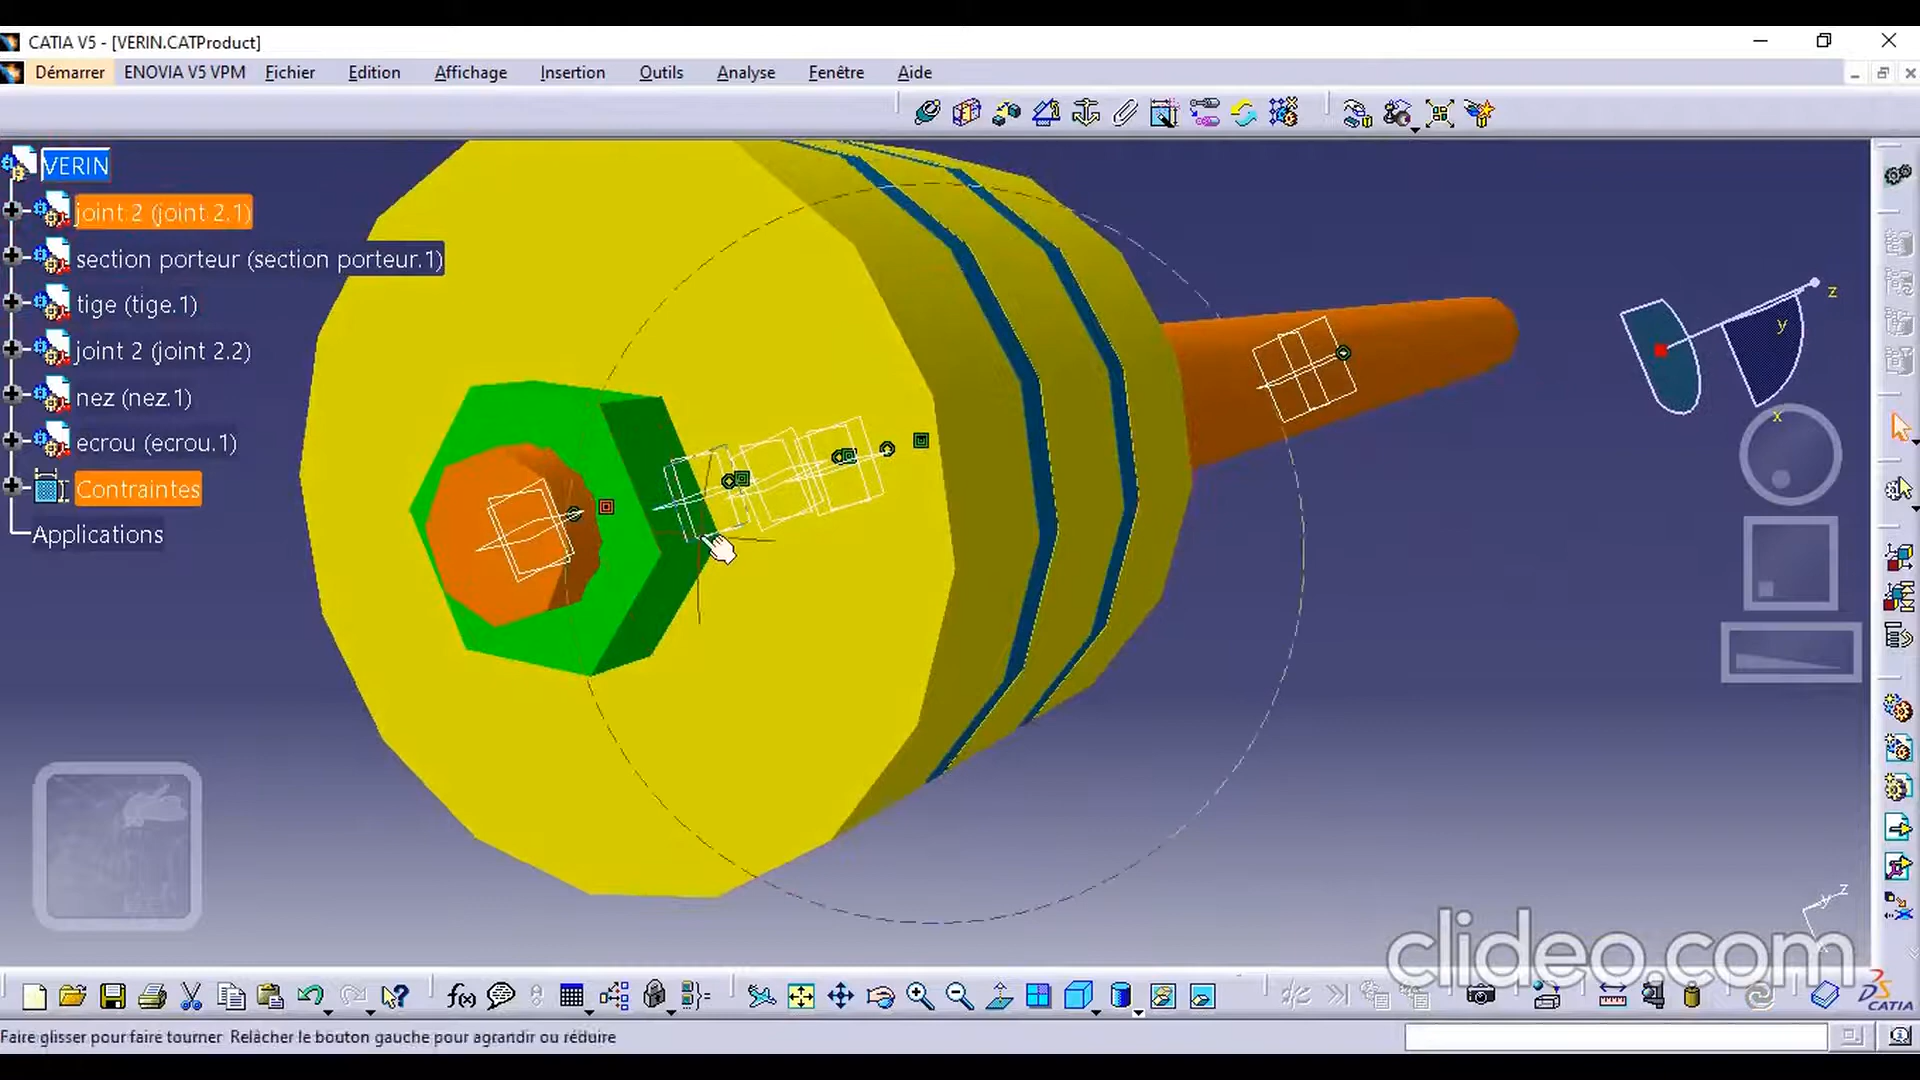 CATIA V5 - [VERIN.CATProduct]
Démarrer ENOVIA V5 VPM Fichier Edition Affichage Insertion Outils Analyse Fenêtre Aide
VERIN
joint 2 (joint 2.1)
section porteur (section porteur.1)
tige (tige.1)
joint 2 (joint 2.2)
nez (nez.1)
ecrou (ecrou.1)
Contraintes
Applications
z
y
x
z
y
clideo.com
f(x)
CATIA
Faire glisser pour faire tourner Relâcher le bouton gauche pour agrandir ou réduire